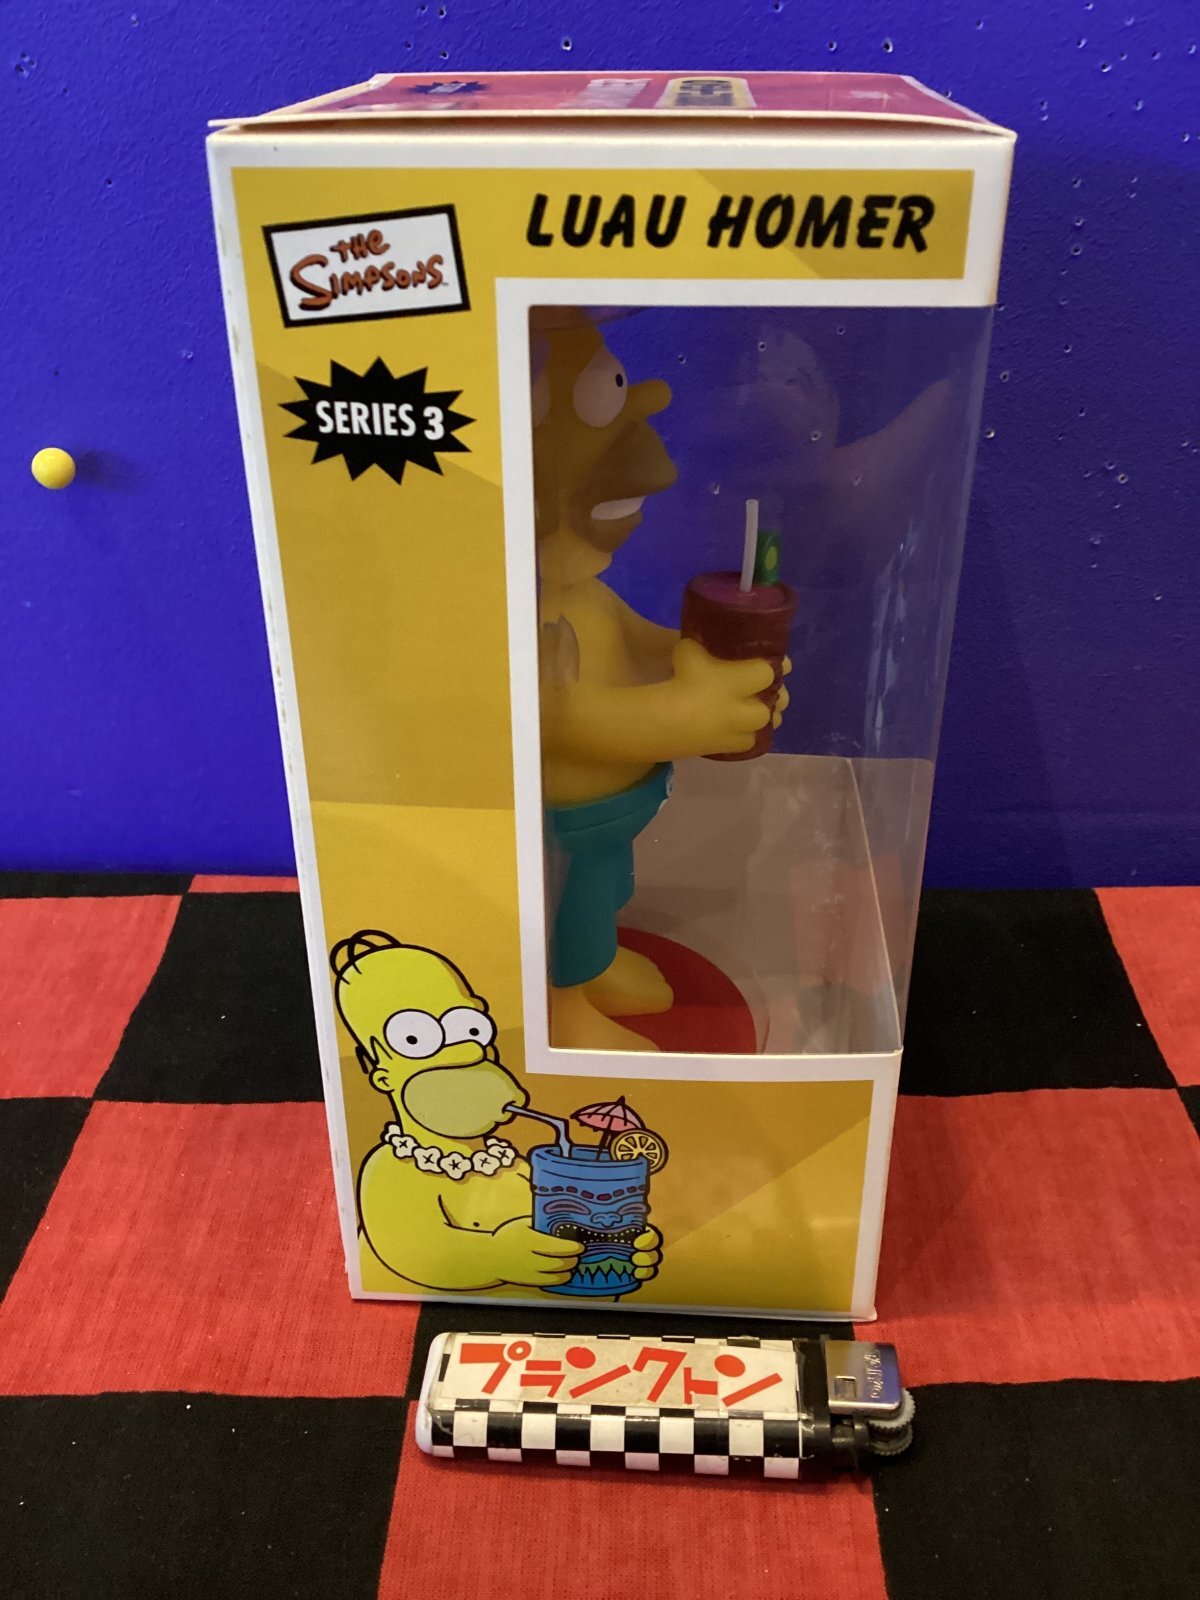 LUAU HOMER
THE
SIMPSONS
SERIES 3
プランクトン